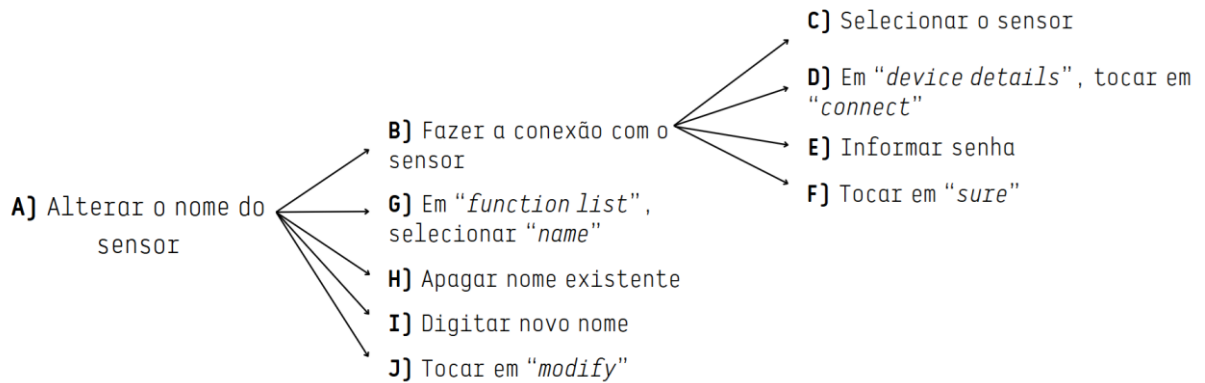 A) Alterar o nome do
sensor
B) Fazer a conexão com o
sensor
C) Selecionar o sensor
D) Em “device details”, tocar em
“connect”
E) Informar senha
F) Tocar em “sure”
G) Em “function list”,
selecionar “name”
H) Apagar nome existente
I) Digitar novo nome
J) Tocar em “modify”